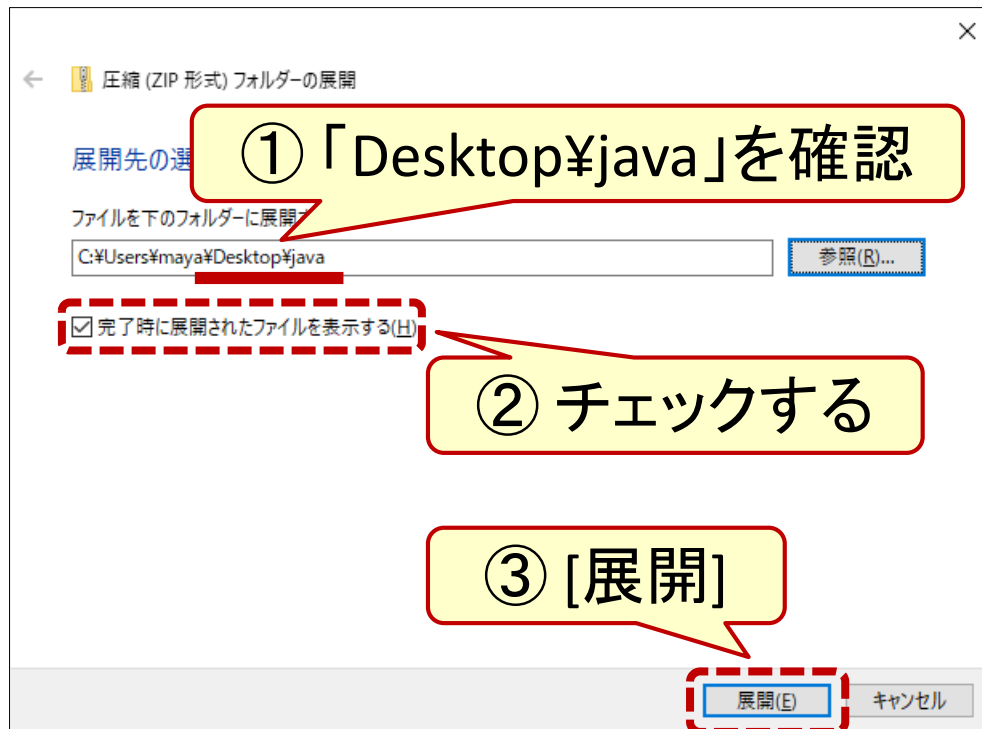 圧縮 (ZIP 形式) フォルダーの展開
①「Desktop¥java」を確認
展開先の選
ファイルを下のフォルダーに展開
C:¥Users¥maya¥Desktop¥java
参照(R)...
完了時に展開されたファイルを表示する(H)
② チェックする
③ [展開]
展開(E)
キャンセル